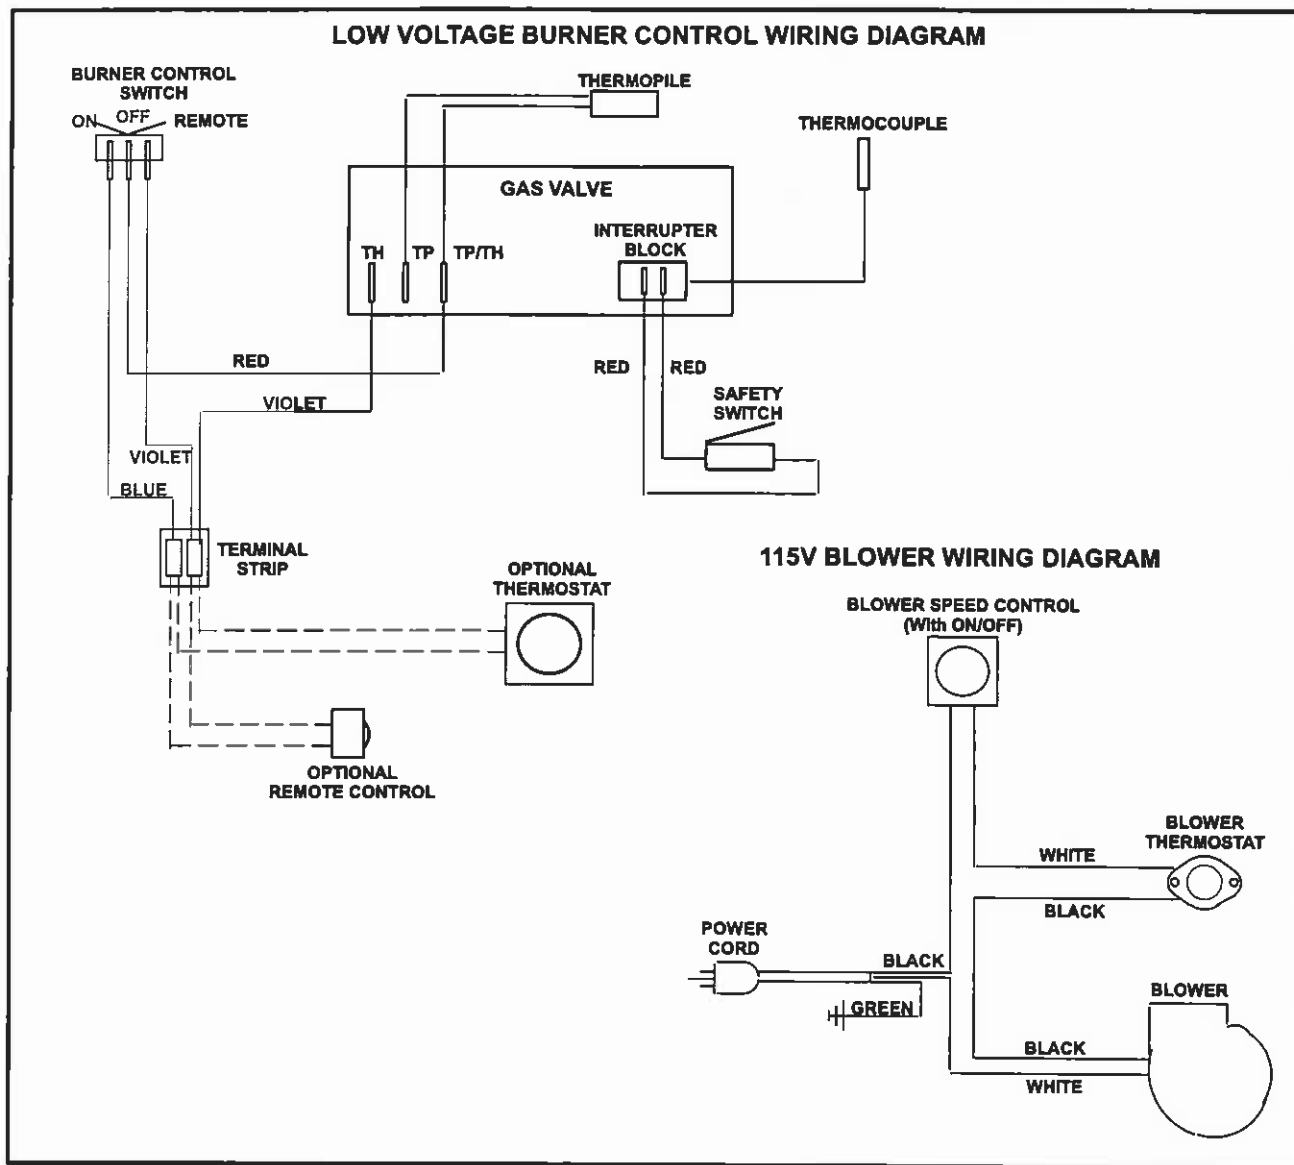 LOW VOLTAGE BURNER CONTROL WIRING DIAGRAM
BURNER CONTROL
SWITCH
ON OFF REMOTE
THERMOPILE
THERMOCOUPLE
GAS VALVE
TH TP TP/TH
INTERRUPTER
BLOCK
RED
VIOLET
RED RED
SAFETY
SWITCH
VIOLET
BLUE
TERMINAL
STRIP
OPTIONAL
THERMOSTAT
OPTIONAL
REMOTE CONTROL
115V BLOWER WIRING DIAGRAM
BLOWER SPEED CONTROL
(With ON/OFF)
BLOWER
THERMOSTAT
WHITE
BLACK
POWER
CORD
BLACK
GREEN
BLOWER
BLACK
WHITE